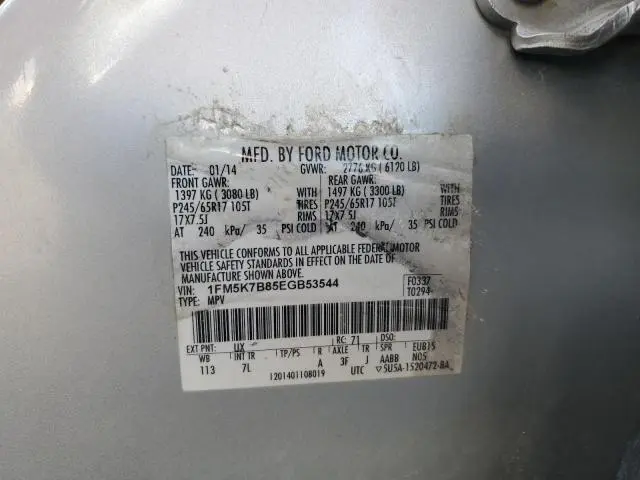 MFD. BY FORD MOTOR CO.
DATE: 01/14 GVWR: 2776 KG ( 6120 LB)
FRONT GAWR: REAR GAWR:
1397 KG ( 3080 LB) WITH 1497 KG ( 3300 LB) WITH
P245/65R17 105T TIRES P245/65R17 105T TIRES
17X7.5J RIMS 17X7.5J RIMS
AT 240 kPa/ 35 PSI COLD AT 240 kPa/ 35 PSI COLD
THIS VEHICLE CONFORMS TO ALL APPLICABLE FEDERAL MOTOR
VEHICLE SAFETY STANDARDS IN EFFECT ON THE DATE OF
MANUFACTURE SHOWN ABOVE.
VIN: 1FM5K7B85EGB53544 F0337
TYPE: MPV T0294
EXT PNT: UX RC: 71 DSO:
WB INT TR TP/PS R AXLE TR SPR EUB15
113 7L A 3F J AABB N05
1201401108019 UTC ▽5U5A-1520472-BA